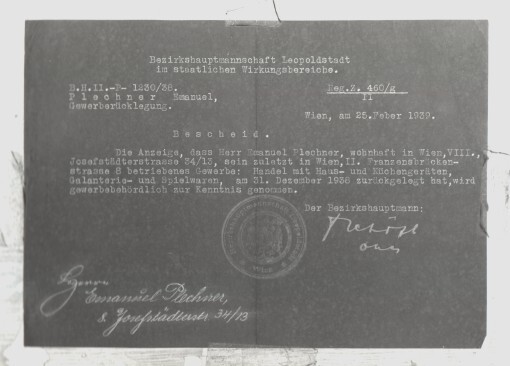 Bezirkshauptmannschaft Leopoldstadt
im staatlichen Wirkungsbereiche.
B.H.II.-P- 1230/38.
Reg.Z. 460/g
II
Plechner Emanuel,
Gewerberücklegung.
Wien, am 25.Feber 1939.
Bescheid.
Die Anzeige, dass Herr Emanuel Plechner, wohnhaft in Wien,VIII.,
Josefstädterstrasse 34/13, sein zuletzt in Wien,II. Franzensbrücken-
strasse 8 betriebenes Gewerbe: Handel mit Haus- und Küchengeräten,
Galanterie- und Spielwaren, am 31. Dezember 1938 zurückgelegt hat,wird
gewerbebehördlich zur Kenntnis genommen.
Der Bezirkshauptmann:
Herrn
Emanuel Plechner,
8. Josefstädterstr 34/13